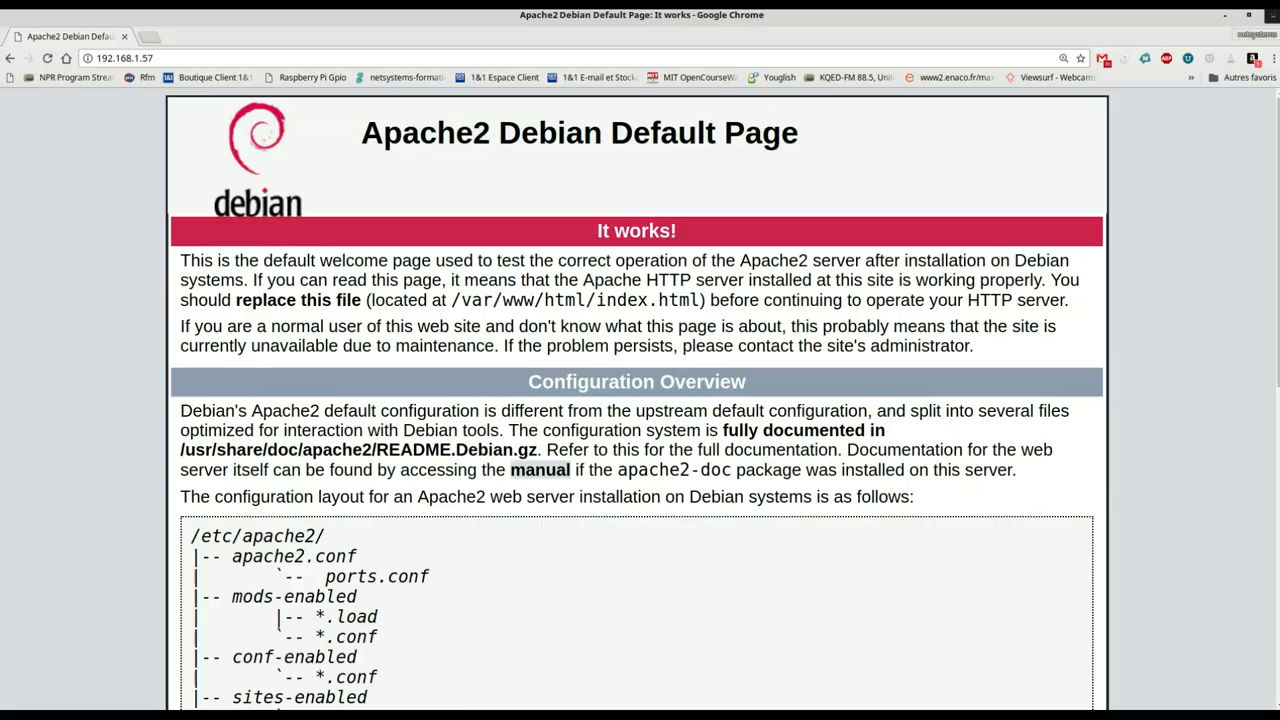 Apache2 Debian Default Page: It works - Google Chrome
Apache2 Debian Defau
netsystems
192.168.1.57
NPR Program Strea
Rfm
Boutique Client 1&1
Raspberry Pi Gpio
netsystems-formati
1&1 Espace Client
1&1 E-mail et Stock
MIT OpenCourseWa
Youglish
KQED-FM 88.5, Uni
www2.enaco.fr/ma
Viewsurf - Webcams
»
Autres favoris
debian
Apache2 Debian Default Page
It works!
This is the default welcome page used to test the correct operation of the Apache2 server after installation on Debian
systems. If you can read this page, it means that the Apache HTTP server installed at this site is working properly. You
should replace this file (located at /var/www/html/index.html) before continuing to operate your HTTP server.
If you are a normal user of this web site and don't know what this page is about, this probably means that the site is
currently unavailable due to maintenance. If the problem persists, please contact the site's administrator.
Configuration Overview
Debian's Apache2 default configuration is different from the upstream default configuration, and split into several files
optimized for interaction with Debian tools. The configuration system is fully documented in
/usr/share/doc/apache2/README.Debian.gz. Refer to this for the full documentation. Documentation for the web
server itself can be found by accessing the manual if the apache2-doc package was installed on this server.
The configuration layout for an Apache2 web server installation on Debian systems is as follows:
/etc/apache2/
|-- apache2.conf
|       `--  ports.conf
|-- mods-enabled
|       |-- *.load
|       `-- *.conf
|-- conf-enabled
|       `-- *.conf
|-- sites-enabled